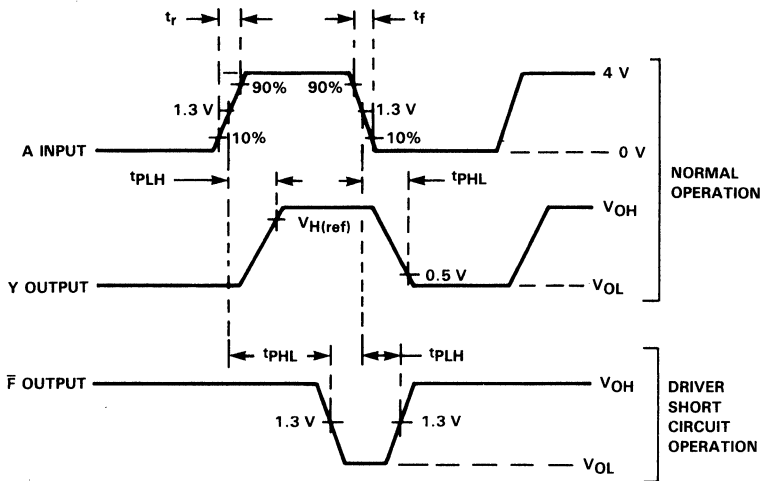 tr
tf
4 V
90%
90%
1.3 V
1.3 V
10%
10%
A INPUT
0 V
tPLH
tPHL
NORMAL
OPERATION
VOH
VH(ref)
0.5 V
Y OUTPUT
VOL
tPHL
tPLH
F̅ OUTPUT
VOH
DRIVER
SHORT
CIRCUIT
OPERATION
1.3 V
1.3 V
VOL